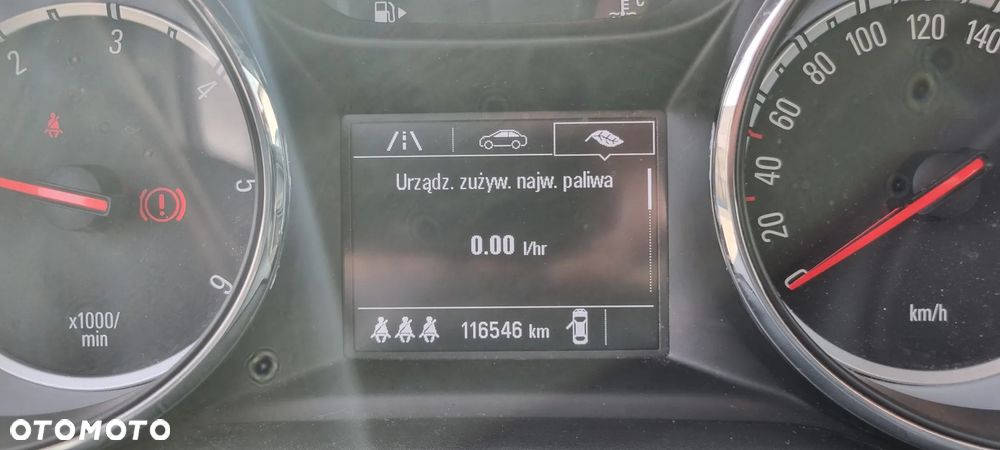 2 3 4 5 6
x1000/
min
Urządz. zużyw. najw. paliwa
0.00 l/hr
116546 km
0 20 40 60 80 100 120 140
km/h
OTOMOTO